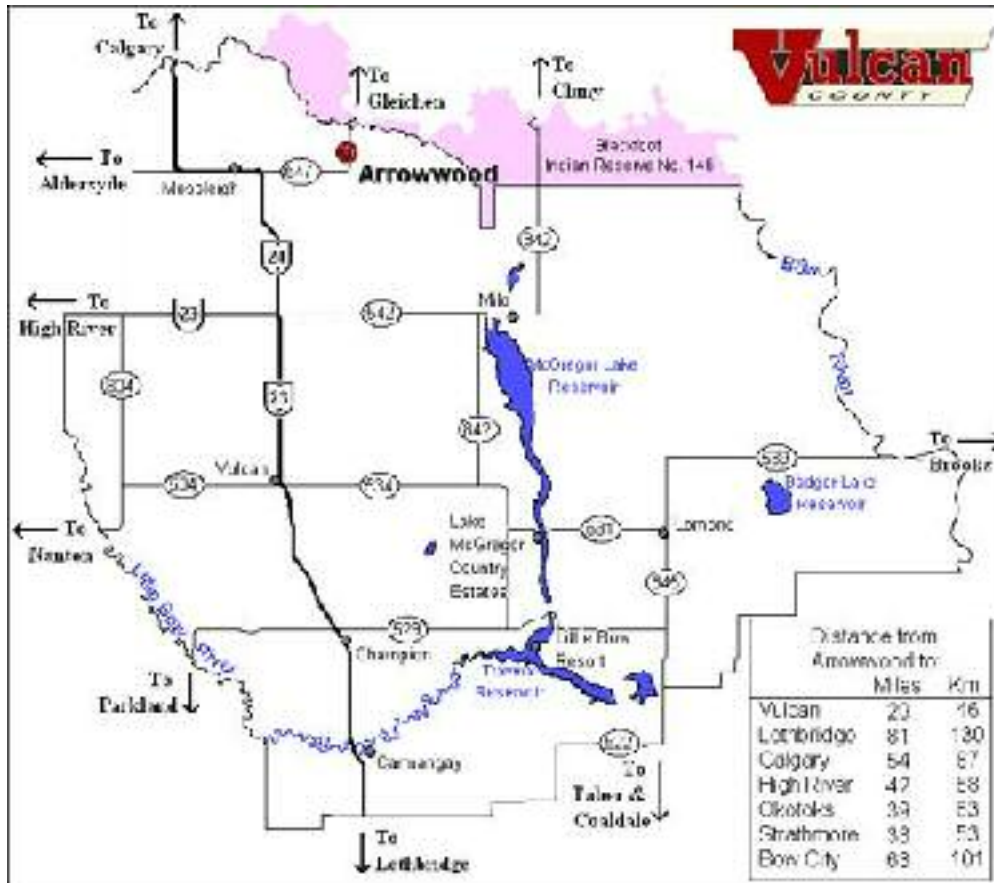 To
Calgary
Vulcan
COUNTY
To
Gleichen
To
Cluny
Blackfoot
Indian Reserve No. 146
To
Aldersyde
Mossleigh
547
Arrowwood
842
24
Bow
River
To
High River
23
542
Milo
McGregor Lake
Reservoir
804
23
842
To
Brooks
539
Badger Lake
Reservoir
Vulcan
534
534
To
Nanton
Lake
McGregor
Country
Estates
531
Lomond
845
Little Bow River
529
Champion
Little Bow
Resort
Travers
Reservoir
To
Parkland
Carmangay
522
To
Taber &
Coaldale
To
Lethbridge
Distance from
Arrowwood to:
Miles Km
Vulcan
Lethbridge 81 130
Calgary 54 87
High River 42
Okotoks 39 63
Strathmore 53
Bow City 63 101